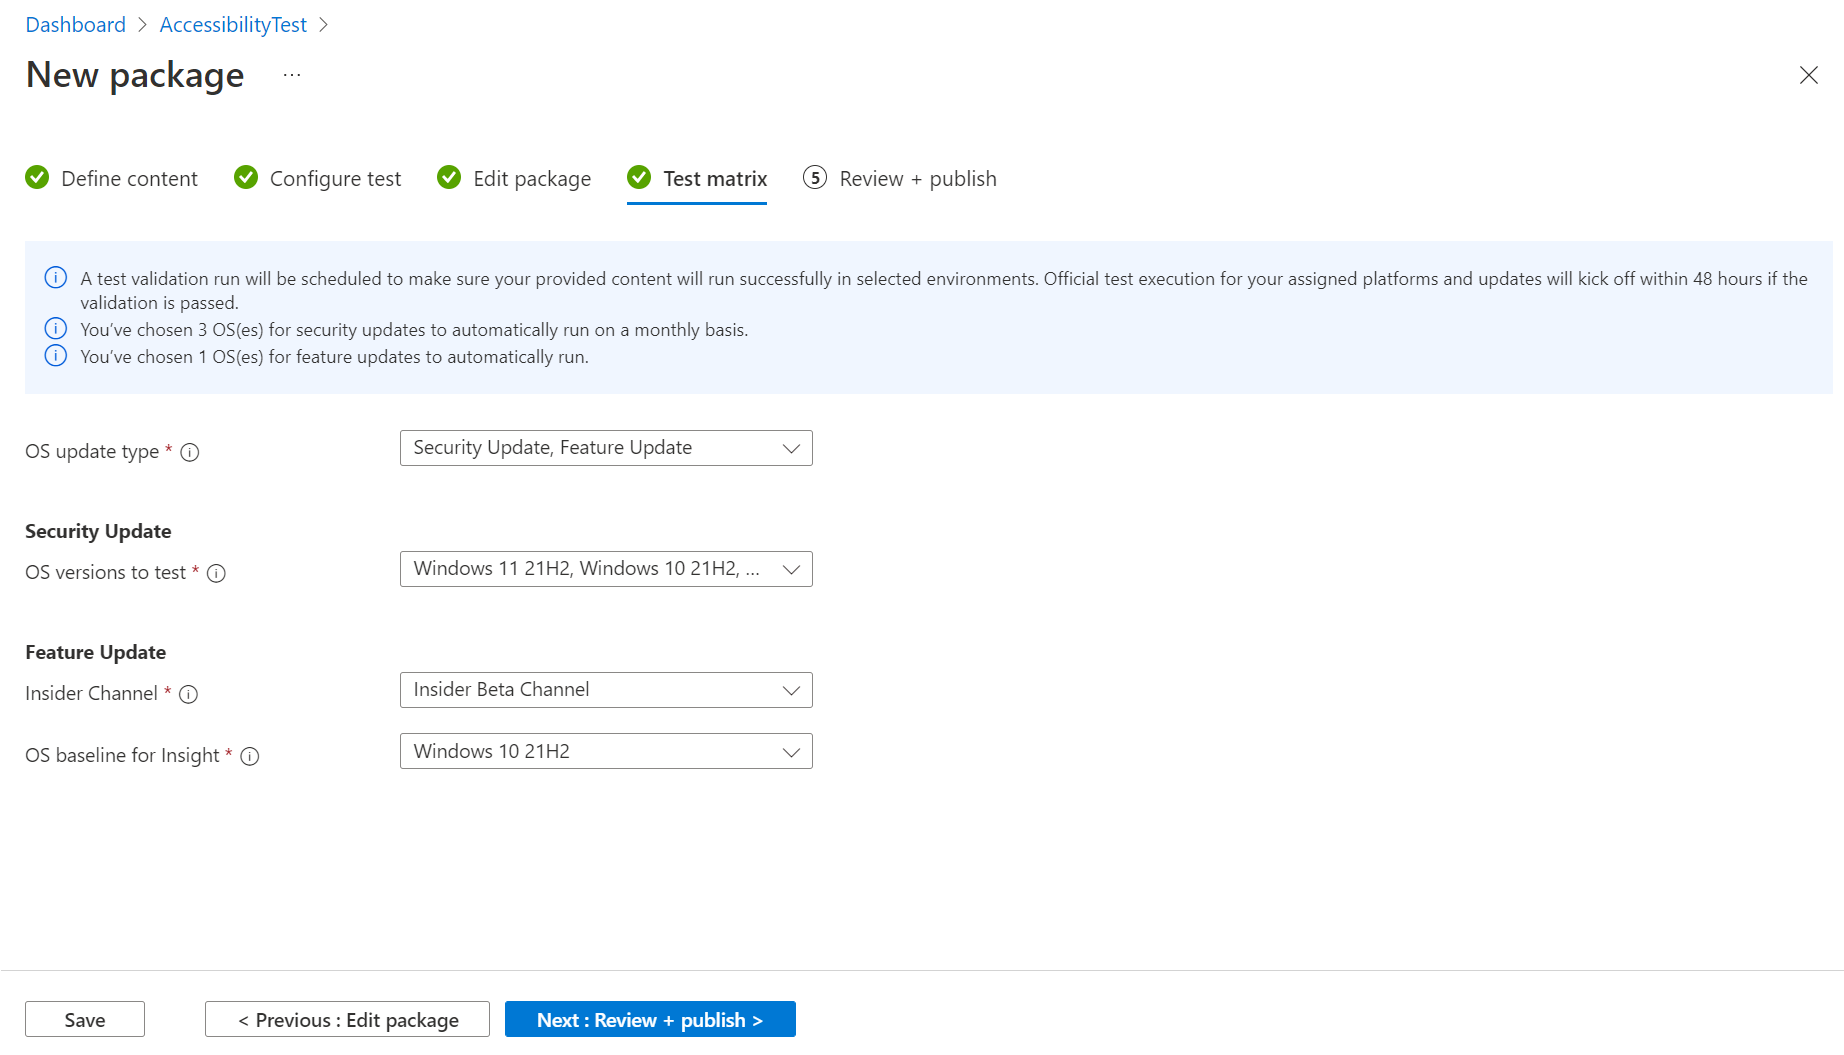 Dashboard > AccessibilityTest >
New package ...
Define content Configure test Edit package Test matrix 5 Review + publish
A test validation run will be scheduled to make sure your provided content will run successfully in selected environments. Official test execution for your assigned platforms and updates will kick off within 48 hours if the
validation is passed.
You've chosen 3 OS(es) for security updates to automatically run on a monthly basis.
You've chosen 1 OS(es) for feature updates to automatically run.
OS update type * Security Update, Feature Update
Security Update
OS versions to test * Windows 11 21H2, Windows 10 21H2, ...
Feature Update
Insider Channel * Insider Beta Channel
OS baseline for Insight * Windows 10 21H2
Save < Previous : Edit package Next : Review + publish >